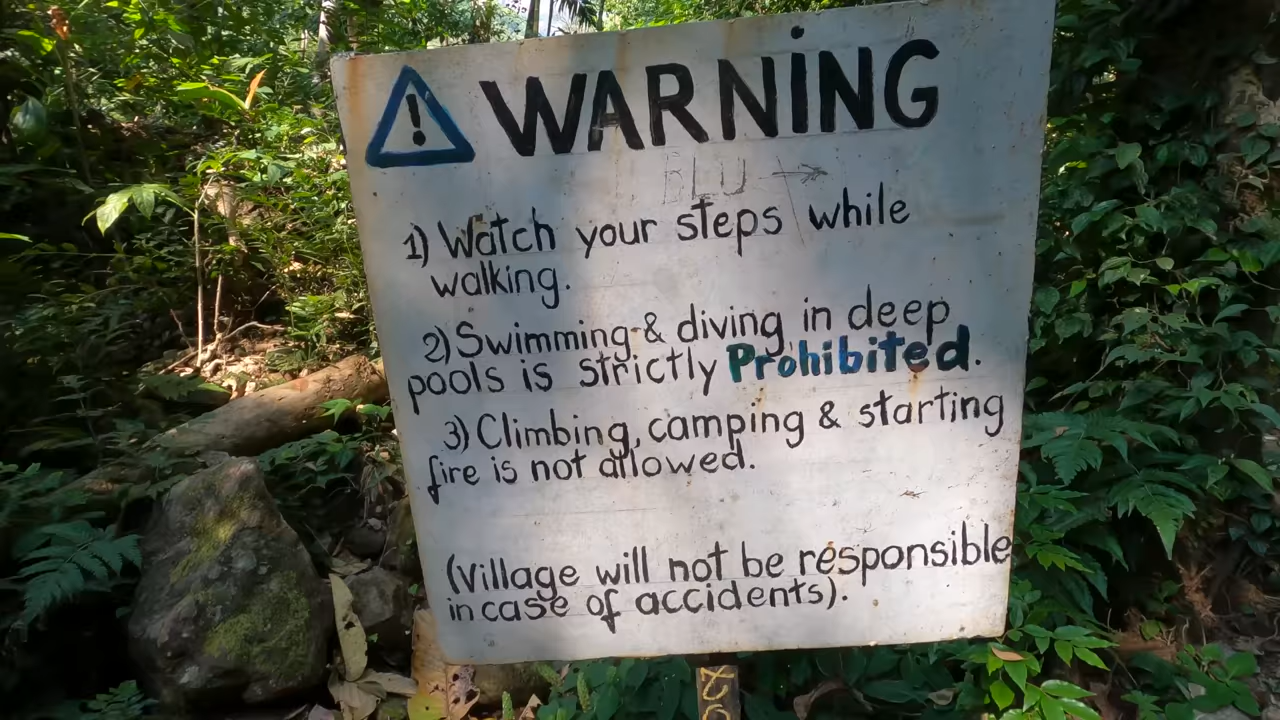 WARNING
BLU →
1) Watch your steps while
walking.
2) Swimming & diving in deep
pools is strictly Prohibited.
3) Climbing, camping & starting
fire is not allowed.
(Village will not be responsible
in case of accidents).